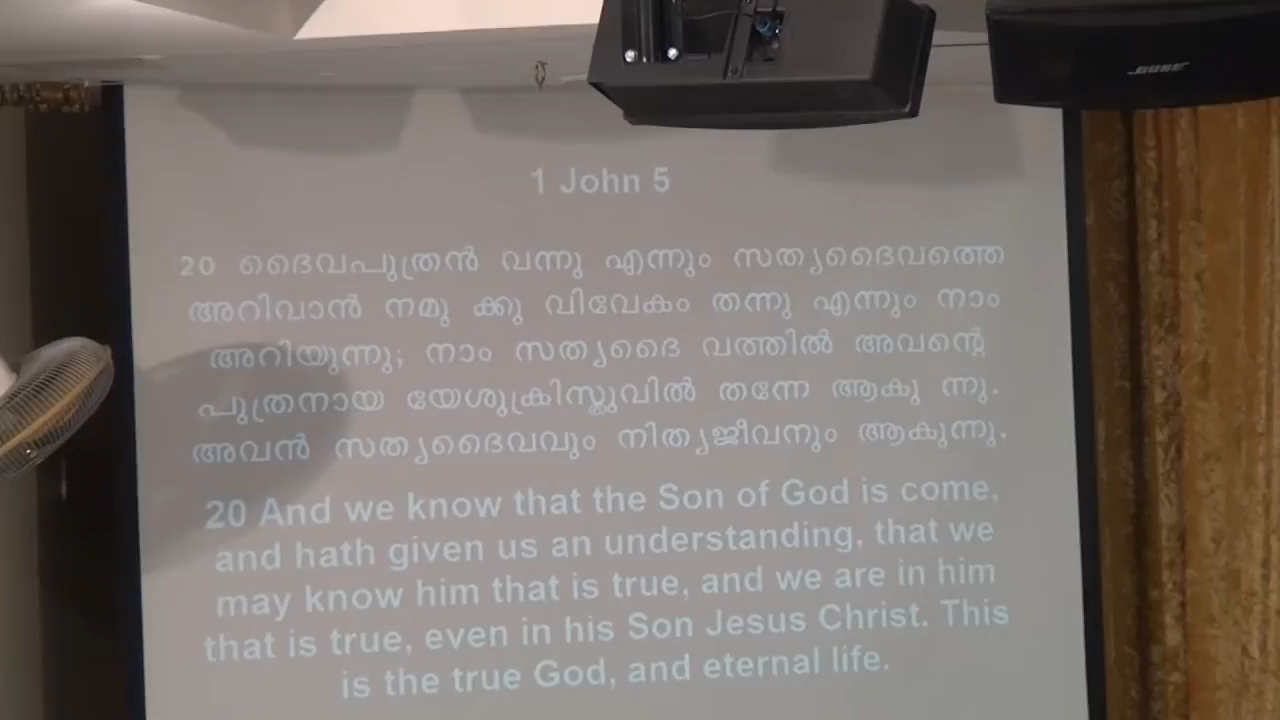 BOSE
1 John 5
20 ദൈവപുത്രൻ വന്നു എന്നും സത്യദൈവത്തെ
അറിവാൻ നമു ക്കു വിവേകം തന്നു എന്നും നാം
അറിയുന്നു; നാം സത്യദൈ വത്തിൽ അവന്റെ
പുത്രനായ യേശുക്രിസ്തുവിൽ തന്നേ ആകു ന്നു.
അവൻ സത്യദൈവവും നിത്യജീവനും ആകുന്നു.
20 And we know that the Son of God is come,
and hath given us an understanding, that we
may know him that is true, and we are in him
that is true, even in his Son Jesus Christ. This
is the true God, and eternal life.